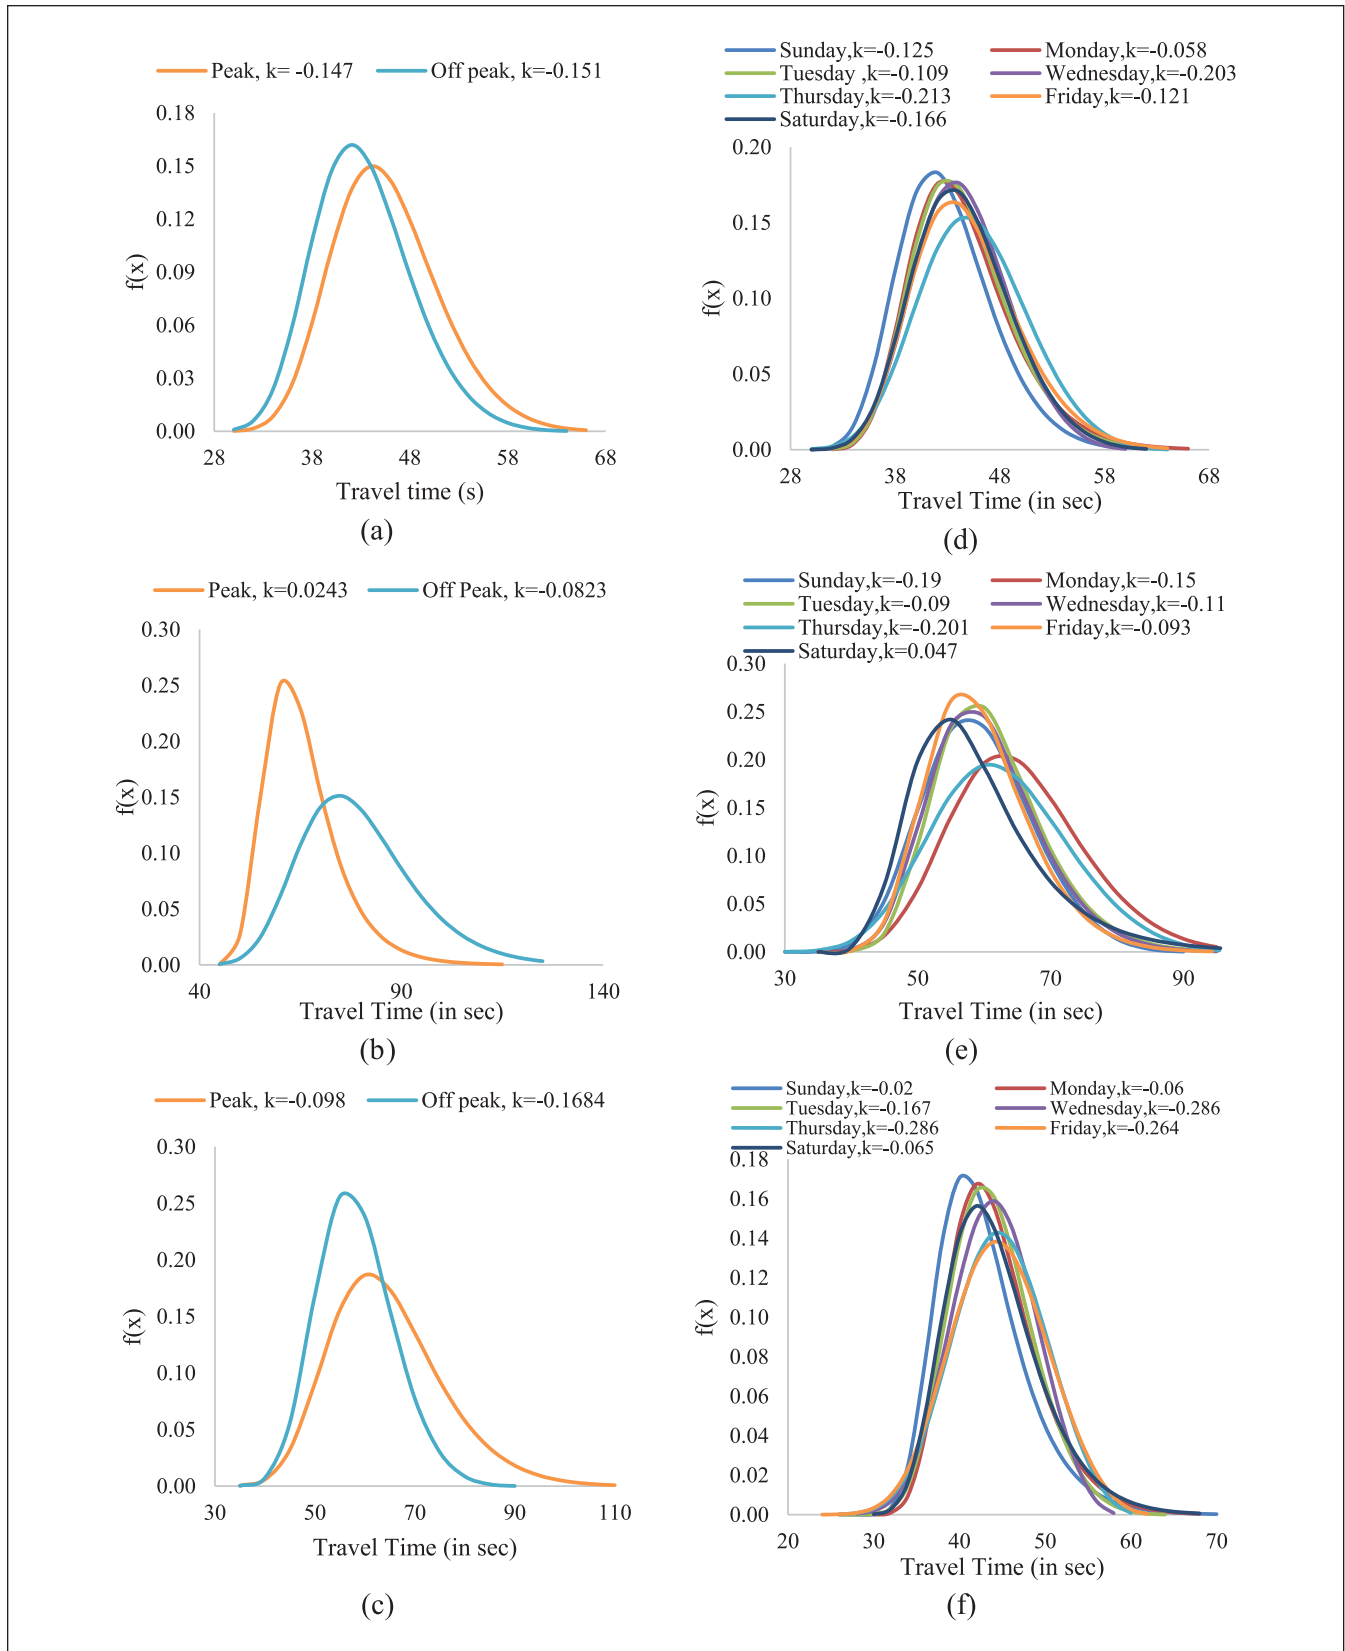 Peak, k= -0.147 Off peak, k=-0.151
0.18
0.15
0.12
0.09
0.06
0.03
0.00
f(x)
28 38 48 58 68
Travel time (s)
(a)
Sunday,k=-0.125 Monday,k=-0.058
Tuesday ,k=-0.109 Wednesday,k=-0.203
Thursday,k=-0.213 Friday,k=-0.121
Saturday,k=-0.166
0.20
0.15
0.10
0.05
0.00
f(x)
28 38 48 58 68
Travel Time (in sec)
(d)
Peak, k=0.0243 Off Peak, k=-0.0823
0.30
0.25
0.20
0.15
0.10
0.05
0.00
f(x)
40 90 140
Travel Time (in sec)
(b)
Sunday,k=-0.19 Monday,k=-0.15
Tuesday,k=-0.09 Wednesday,k=-0.11
Thursday,k=-0.201 Friday,k=-0.093
Saturday,k=0.047
0.30
0.25
0.20
0.15
0.10
0.05
0.00
f(x)
30 50 70 90
Travel Time (in sec)
(e)
Peak, k=-0.098 Off peak, k=-0.1684
0.30
0.25
0.20
0.15
0.10
0.05
0.00
f(x)
30 50 70 90 110
Travel Time (in sec)
(c)
Sunday,k=-0.02 Monday,k=-0.06
Tuesday,k=-0.167 Wednesday,k=-0.286
Thursday,k=-0.286 Friday,k=-0.264
Saturday,k=-0.065
0.18
0.16
0.14
0.12
0.10
0.08
0.06
0.04
0.02
0.00
f(x)
20 30 40 50 60 70
Travel Time (in sec)
(f)